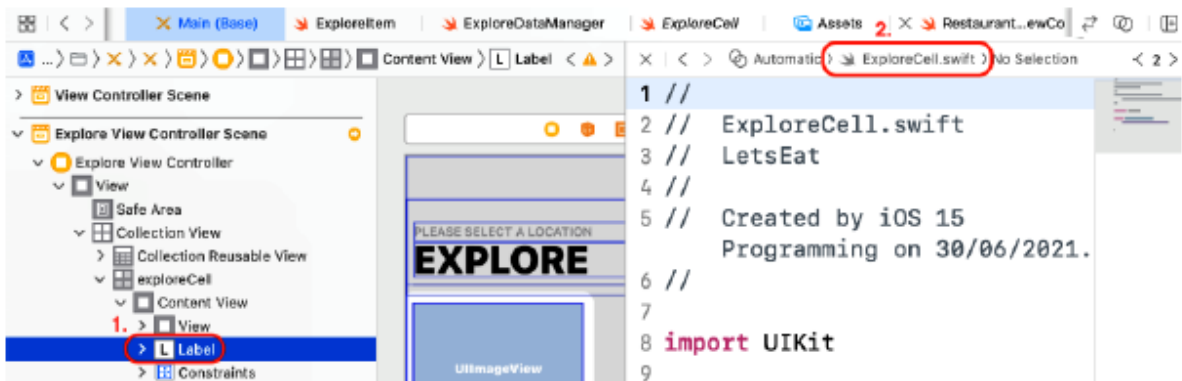 Main (Base) ExploreItem ExploreDataManager ExploreCell Assets 2. Restaurant...ewCo
... Content View L Label Automatic ExploreCell.swift No Selection 2
View Controller Scene
Explore View Controller Scene
Explore View Controller
View
Safe Area
Collection View
Collection Reusable View
exploreCell
Content View
1. View
L Label
Constraints
PLEASE SELECT A LOCATION
EXPLORE
UIImageView
1 //
2 // ExploreCell.swift
3 // LetsEat
4 //
5 // Created by iOS 15
Programming on 30/06/2021.
6 //
7
8 import UIKit
9